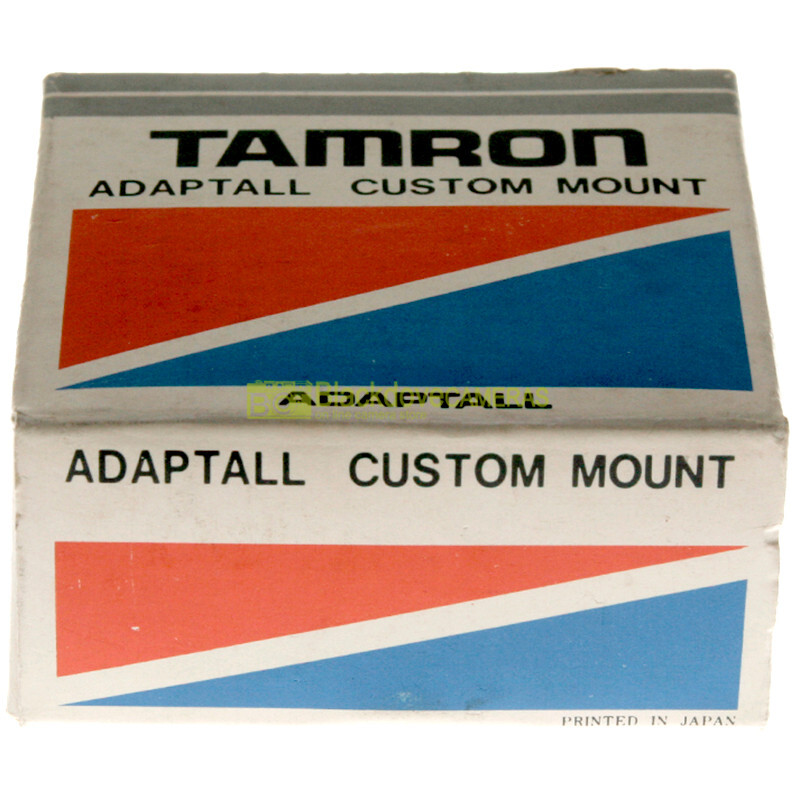 TAMRON
ADAPTALL CUSTOM MOUNT
ADAPTALL
ADAPTALL CUSTOM MOUNT
PRINTED IN JAPAN